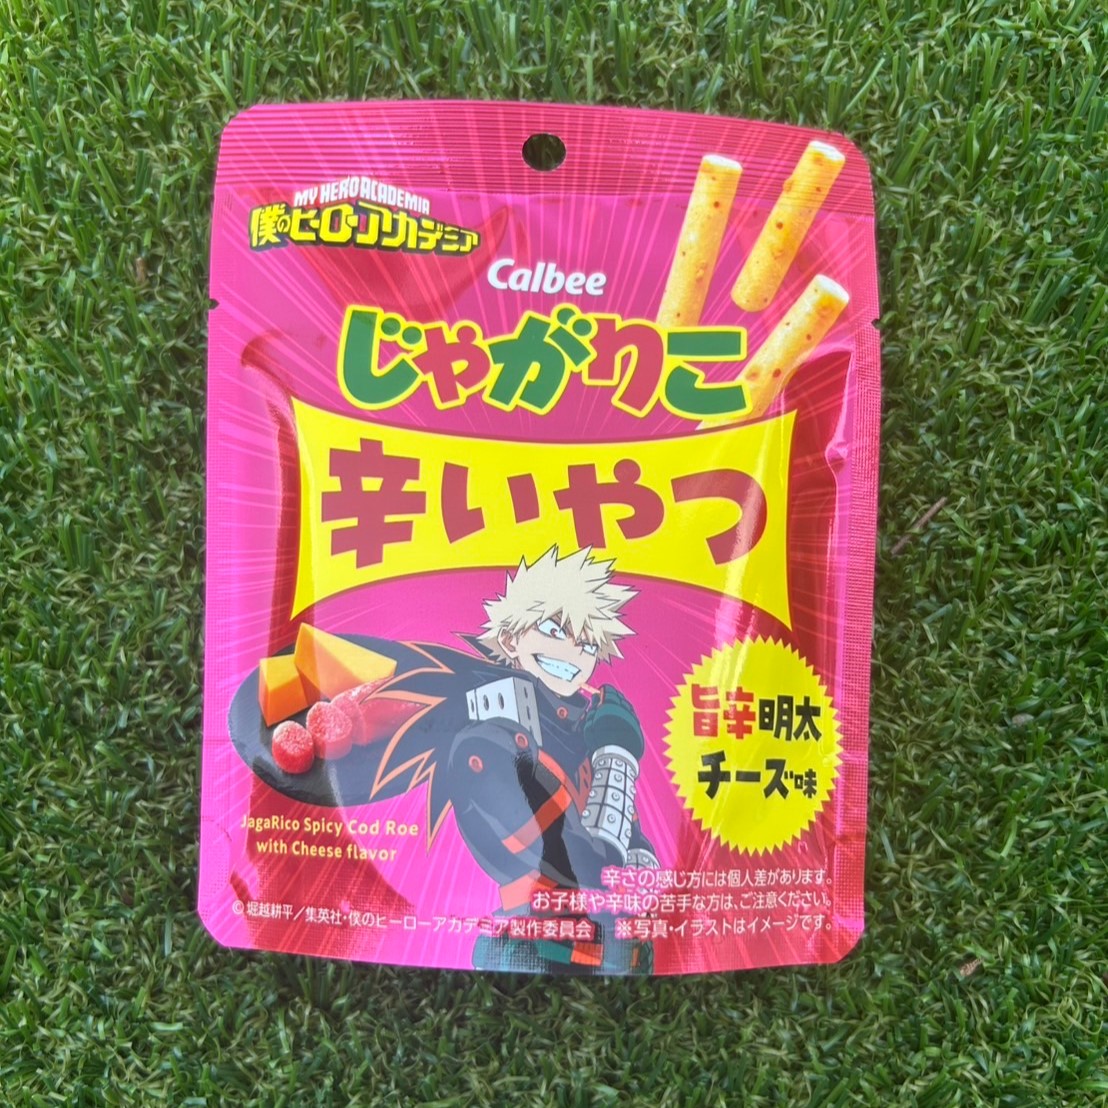 MY HERO ACADEMIA
僕のヒーローアカデミア
Calbee
じゃがりこ
辛いやつ
旨辛明太
チーズ味
JagaRico Spicy Cod Roe
with Cheese flavor
辛さの感じ方には個人差があります。
お子様や辛味の苦手な方は、ご注意ください。
©堀越耕平/集英社・僕のヒーローアカデミア製作委員会 ※写真・イラストはイメージです。